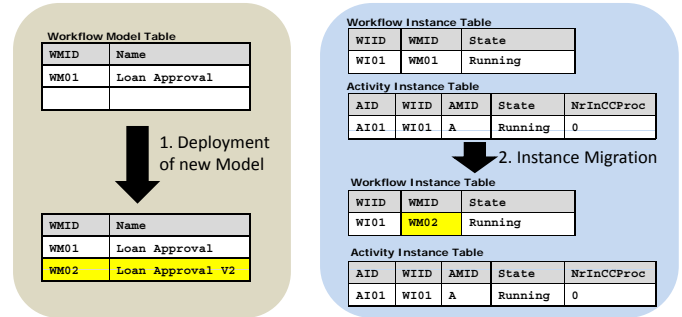 Workflow Model Table
WMID Name
WM01 Loan Approval
1. Deployment
of new Model
WMID Name
WM01 Loan Approval
WM02 Loan Approval V2
Workflow Instance Table
WIID WMID State
WI01 WM01 Running
Activity Instance Table
AID WIID AMID State NrInCCProc
AI01 WI01 A Running 0
2. Instance Migration
Workflow Instance Table
WIID WMID State
WI01 WM02 Running
Activity Instance Table
AID WIID AMID State NrInCCProc
AI01 WI01 A Running 0